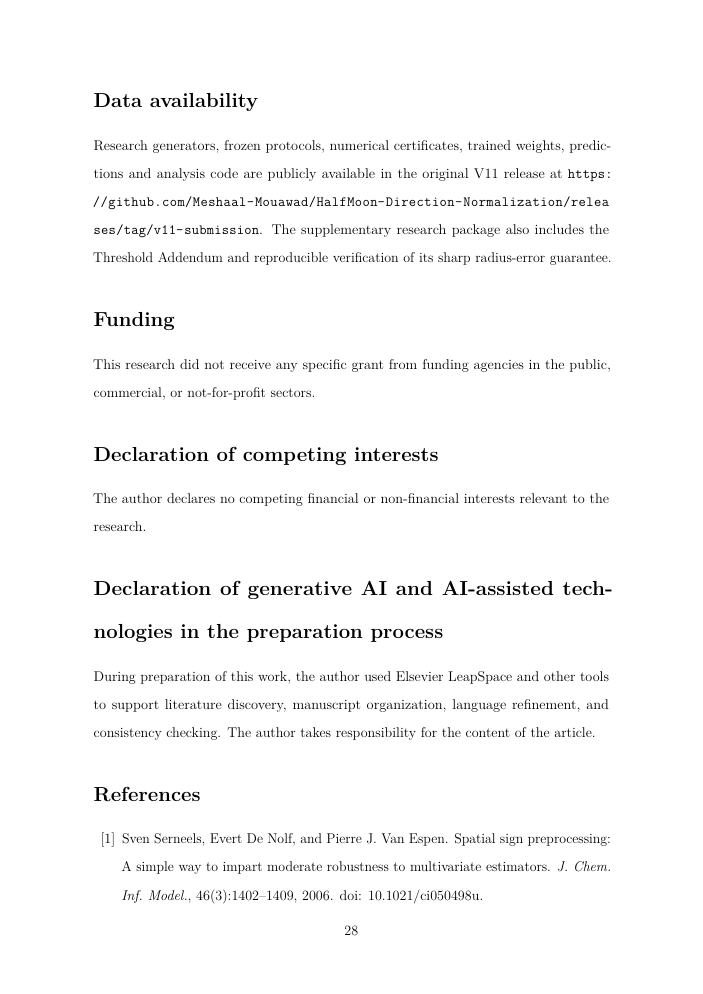 Data availability
Research generators, frozen protocols, numerical certificates, trained weights, predic-
tions and analysis code are publicly available in the original V11 release at https:
//github.com/Meshaal-Mouawad/HalfMoon-Direction-Normalization/relea
ses/tag/v11-submission. The supplementary research package also includes the
Threshold Addendum and reproducible verification of its sharp radius-error guarantee.
Funding
This research did not receive any specific grant from funding agencies in the public,
commercial, or not-for-profit sectors.
Declaration of competing interests
The author declares no competing financial or non-financial interests relevant to the
research.
Declaration of generative AI and AI-assisted tech-
nologies in the preparation process
During preparation of this work, the author used Elsevier LeapSpace and other tools
to support literature discovery, manuscript organization, language refinement, and
consistency checking. The author takes responsibility for the content of the article.
References
[1] Sven Serneels, Evert De Nolf, and Pierre J. Van Espen. Spatial sign preprocessing:
A simple way to impart moderate robustness to multivariate estimators. J. Chem.
Inf. Model., 46(3):1402–1409, 2006. doi: 10.1021/ci050498u.
28